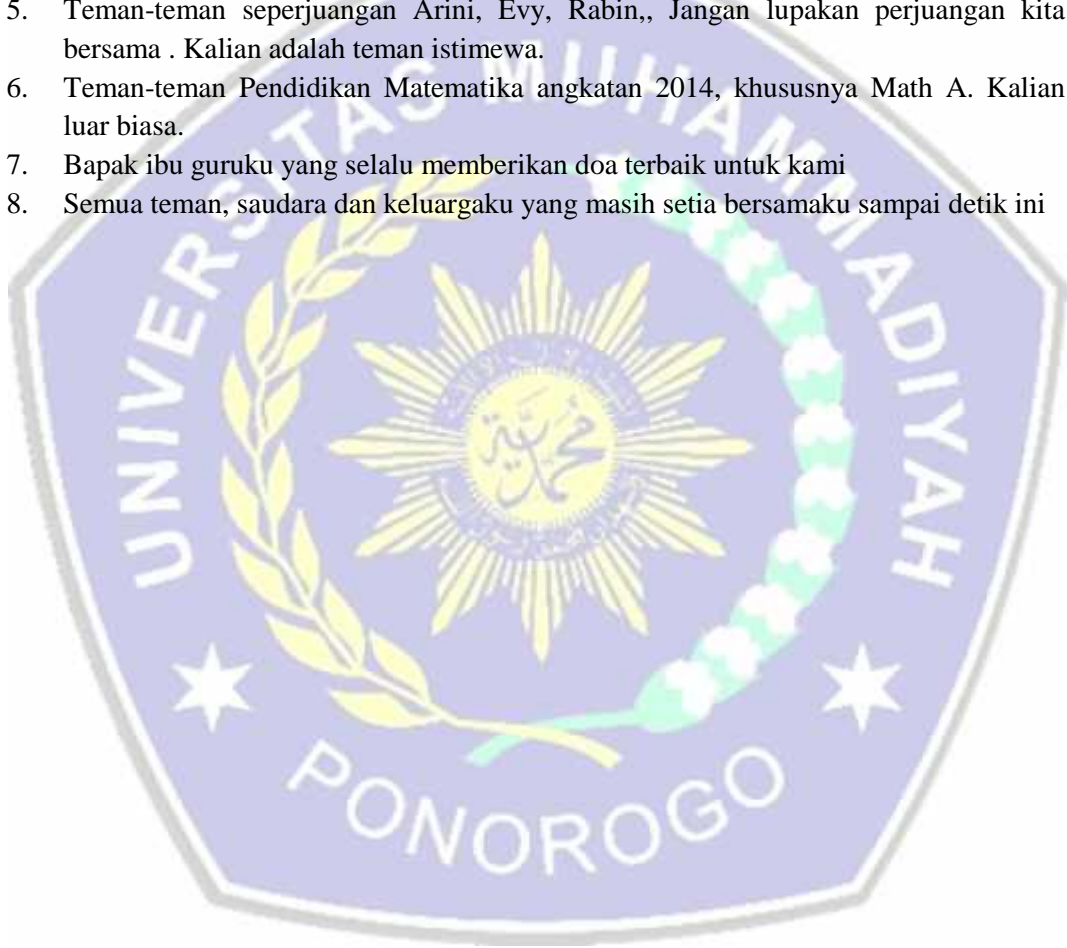 5. Teman-teman seperjuangan Arini, Evy, Rabin,, Jangan lupakan perjuangan kita
bersama . Kalian adalah teman istimewa.
6. Teman-teman Pendidikan Matematika angkatan 2014, khususnya Math A. Kalian
luar biasa.
7. Bapak ibu guruku yang selalu memberikan doa terbaik untuk kami
8. Semua teman, saudara dan keluargaku yang masih setia bersamaku sampai detik ini
UNIVERSITAS MUHAMMADIYAH
PONOROGO